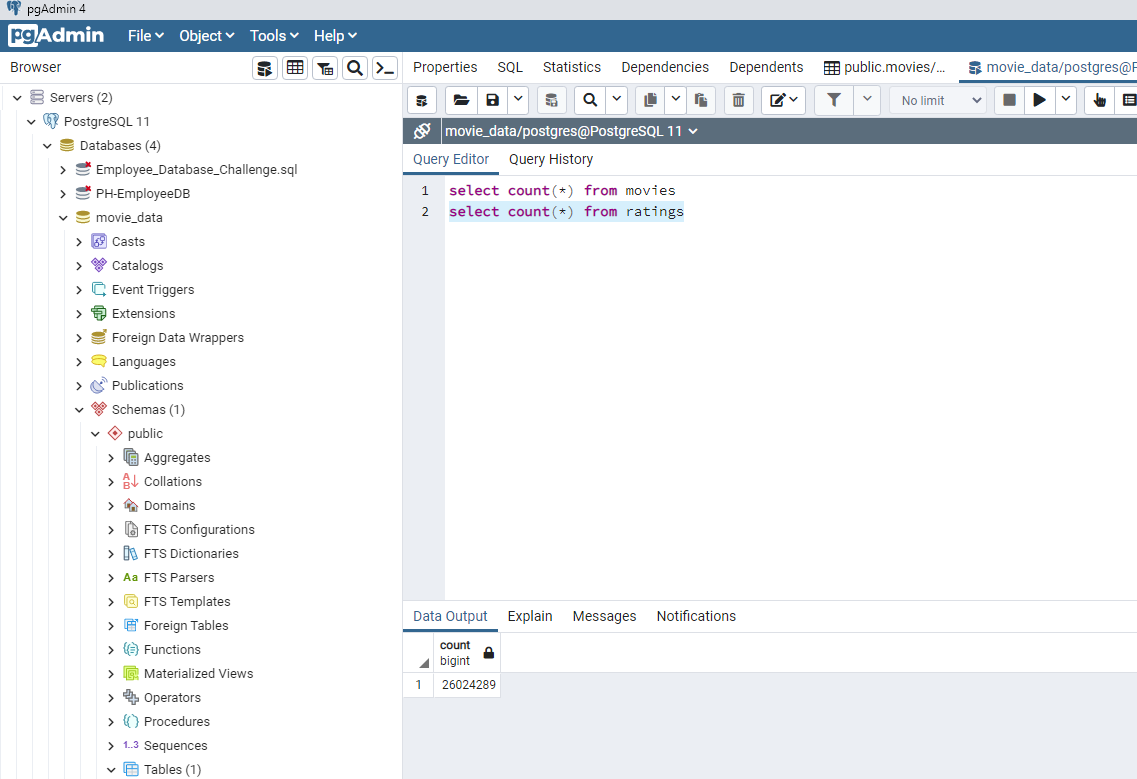 pgAdmin 4
pgAdmin File Object Tools Help
Browser
Properties SQL Statistics Dependencies Dependents public.movies/... movie_data/postgres@P
No limit
movie_data/postgres@PostgreSQL 11
Query Editor Query History
1 select count(*) from movies
2 select count(*) from ratings
Servers (2)
PostgreSQL 11
Databases (4)
Employee_Database_Challenge.sql
PH-EmployeeDB
movie_data
Casts
Catalogs
Event Triggers
Extensions
Foreign Data Wrappers
Languages
Publications
Schemas (1)
public
Aggregates
Collations
Domains
FTS Configurations
FTS Dictionaries
Aa FTS Parsers
FTS Templates
Foreign Tables
Functions
Materialized Views
Operators
Procedures
1..3 Sequences
Tables (1)
Data Output Explain Messages Notifications
count
bigint
1 26024289